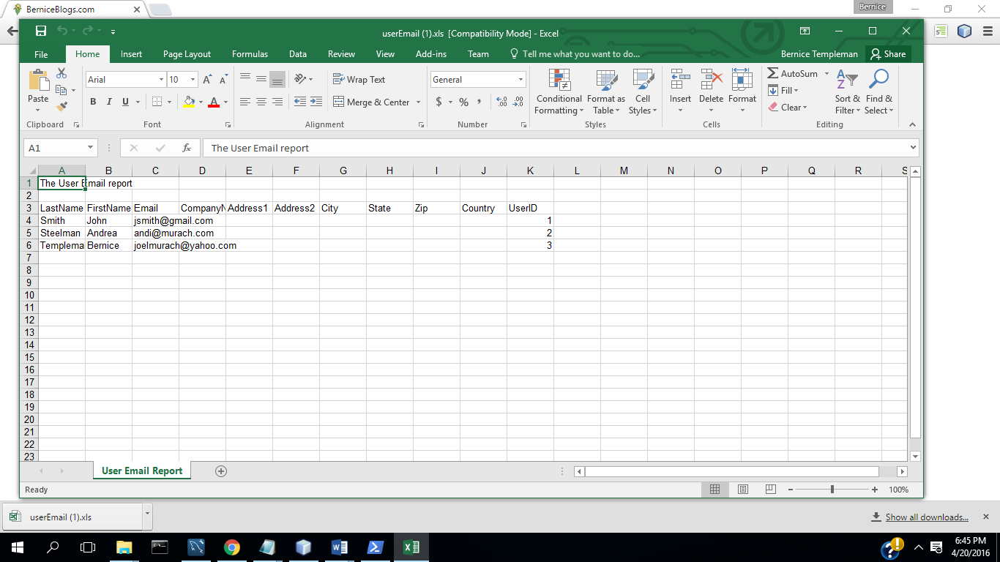 BerniceBlogs.com
Bernice
userEmail (1).xls [Compatibility Mode] - Excel
File Home Insert Page Layout Formulas Data Review View Add-ins Team Tell me what you want to do... Bernice Templeman Share
Arial 10 Wrap Text General AutoSum
Fill
Paste B I U Merge & Center $ % , Conditional Formatting Format as Table Cell Styles Insert Delete Format Clear Sort & Filter Find & Select
Clipboard Font Alignment Number Styles Cells Editing
A1 fx The User Email report
A B C D E F G H I J K L M N O P Q R S
1 The User Email report
2
3 LastName FirstName Email CompanyN Address1 Address2 City State Zip Country UserID
4 Smith John jsmith@gmail.com 1
5 Steelman Andrea andi@murach.com 2
6 Templema Bernice joelmurach@yahoo.com 3
7
8
9
10
11
12
13
14
15
16
17
18
19
20
21
22
23
User Email Report
Ready 100%
userEmail (1).xls Show all downloads...
6:45 PM
4/20/2016